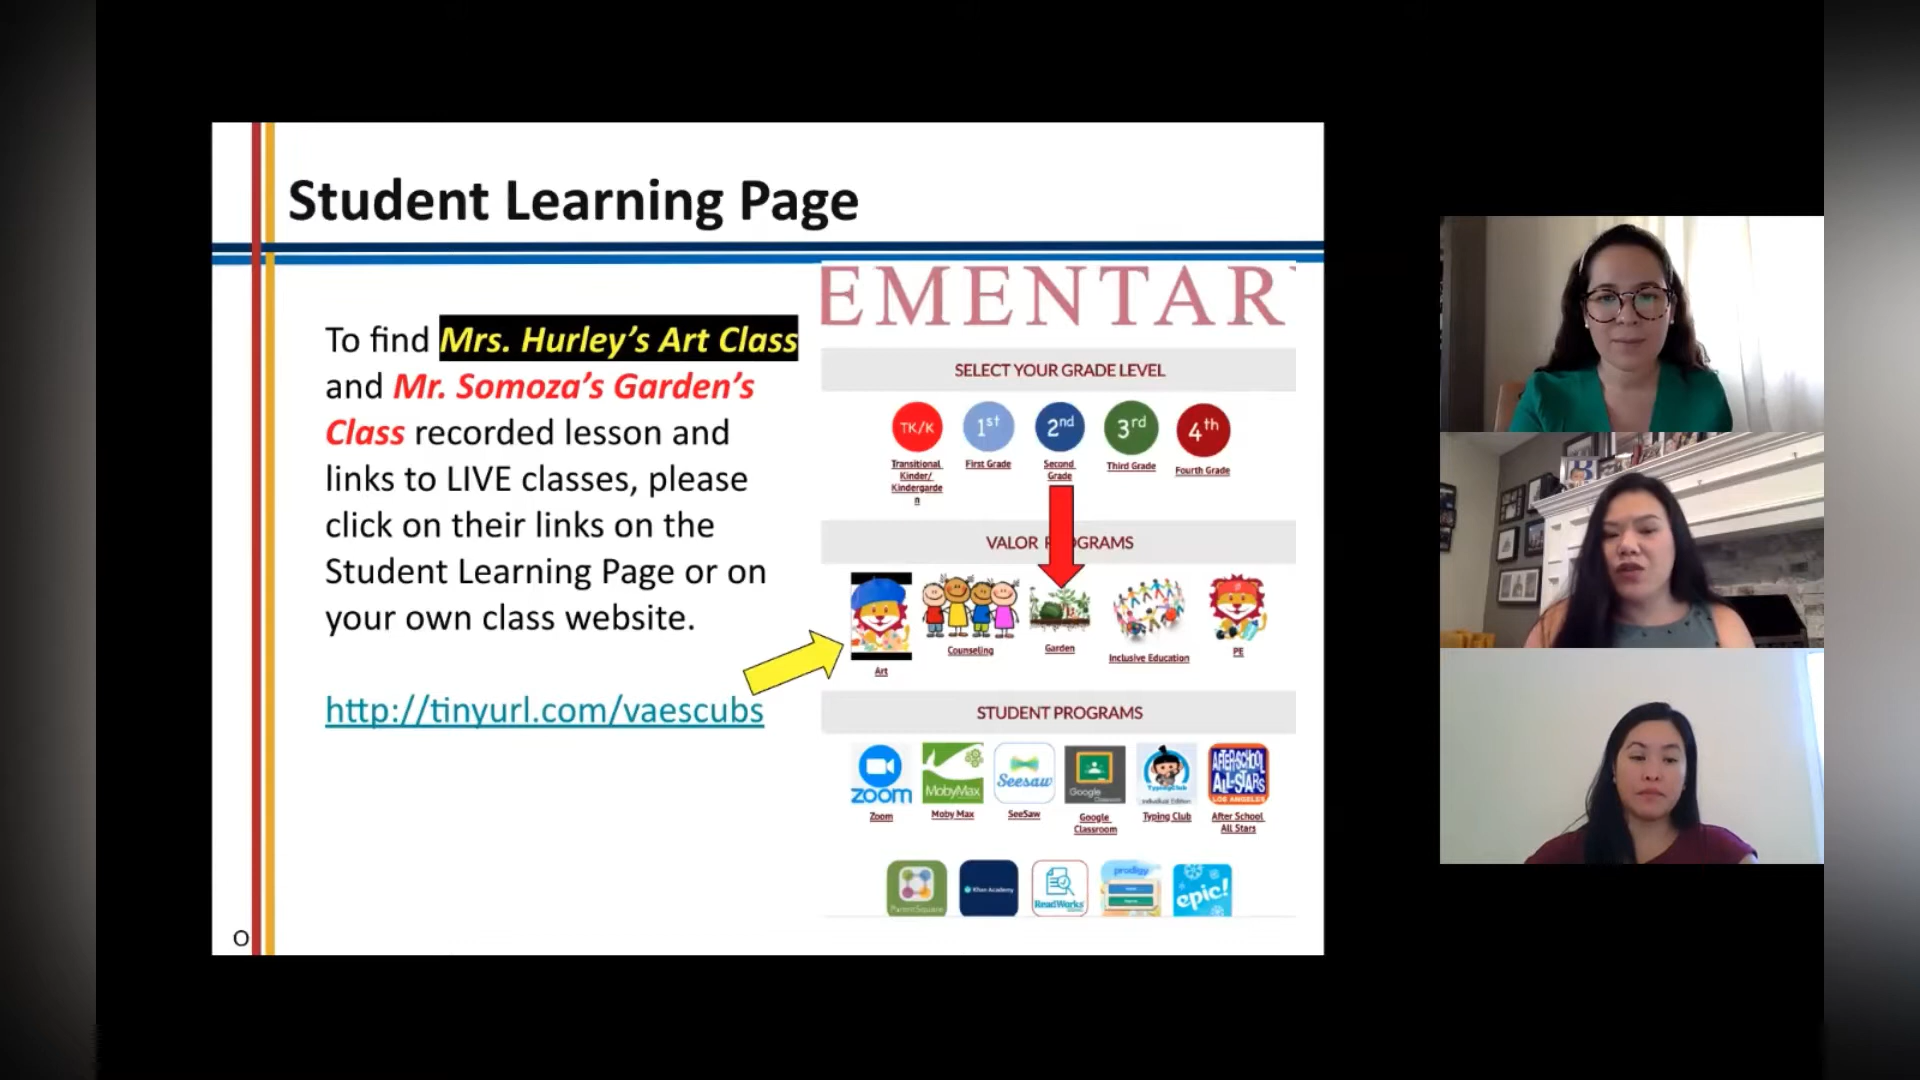 Student Learning Page
To find Mrs. Hurley's Art Class
and Mr. Somoza's Garden's
Class recorded lesson and
links to LIVE classes, please
click on their links on the
Student Learning Page or on
your own class website.
http://tinyurl.com/vaescubs
O
EMENTAR
SELECT YOUR GRADE LEVEL
TK/K 1st 2nd 3rd 4th
Transitional
Kinder/
Kindergarde
n
First Grade
Second
Grade
Third Grade
Fourth Grade
VALOR GRAMS
Art
Counseling
Garden
Inclusive Education
PE
STUDENT PROGRAMS
zoom
Zoom
MobyMax
Moby Max
Seesaw
SeeSaw
Google
Classroom
Google
Classroom
TypingClub
Individual Edition
Typing Club
AFTER-SCHOOL
ALL-STARS
LOS ANGELES
After School
All Stars
ParentSquare
Khan Academy
ReadWorks
prodigy
epic!